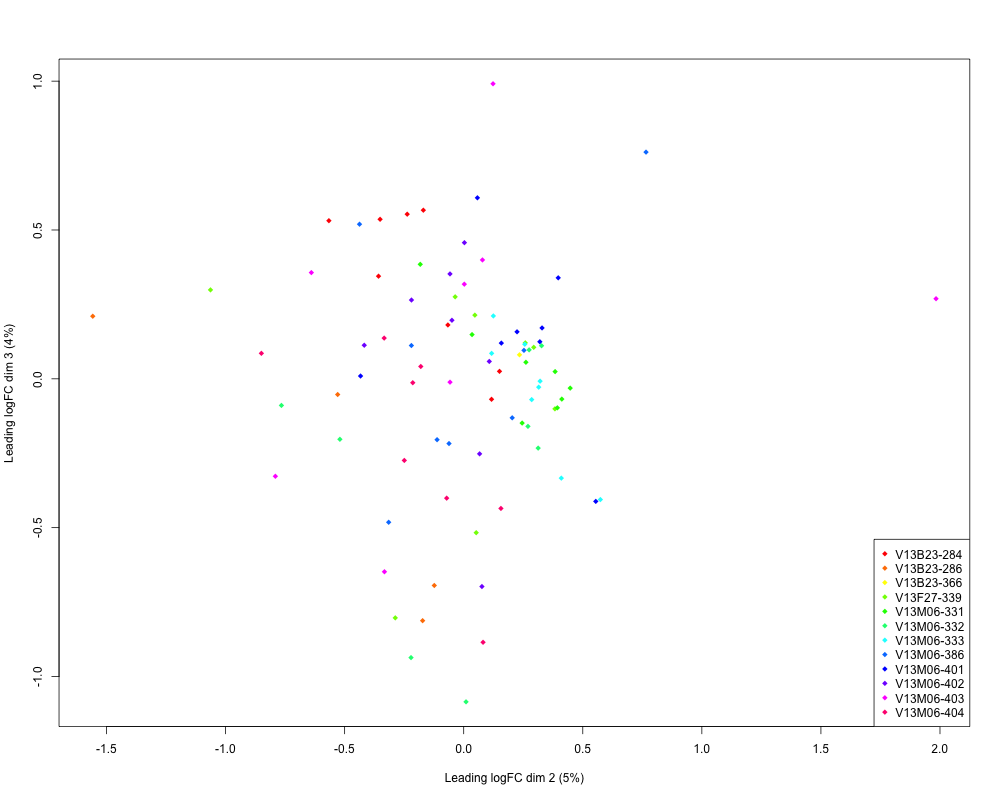 1.0
0.5
0.0
-0.5
-1.0
Leading logFC dim 3 (4%)
V13B23-284
V13B23-286
V13B23-366
V13F27-339
V13M06-331
V13M06-332
V13M06-333
V13M06-386
V13M06-401
V13M06-402
V13M06-403
V13M06-404
-1.5 -1.0 -0.5 0.0 0.5 1.0 1.5 2.0
Leading logFC dim 2 (5%)